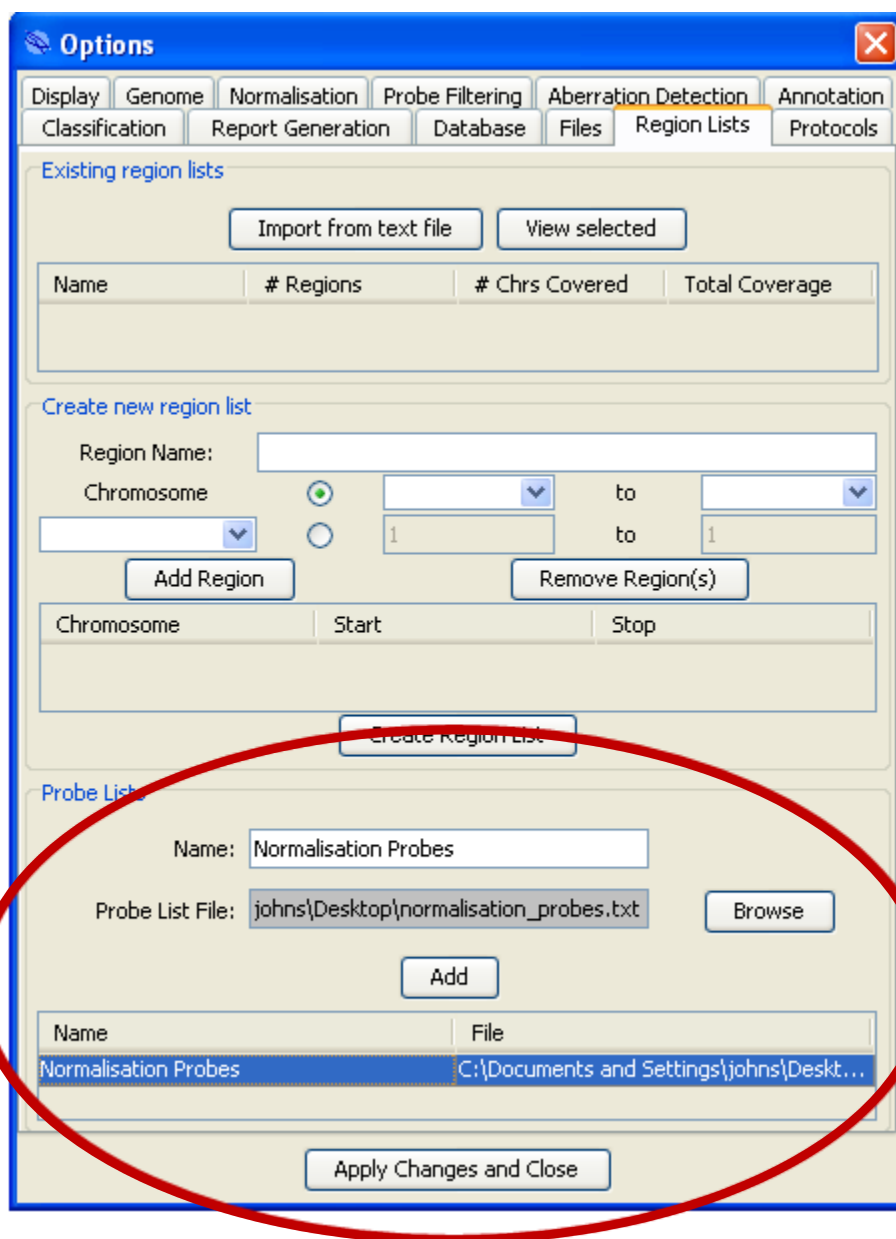 Options
Display Genome Normalisation Probe Filtering Aberration Detection Annotation
Classification Report Generation Database Files Region Lists Protocols
Existing region lists
Import from text file View selected
Name # Regions # Chrs Covered Total Coverage
Create new region list
Region Name:
Chromosome to
1 to 1
Add Region Remove Region(s)
Chromosome Start Stop
Create Region List
Probe Lists
Name: Normalisation Probes
Probe List File: johns\Desktop\normalisation_probes.txt Browse
Add
Name File
Normalisation Probes C:\Documents and Settings\johns\Deskt...
Apply Changes and Close